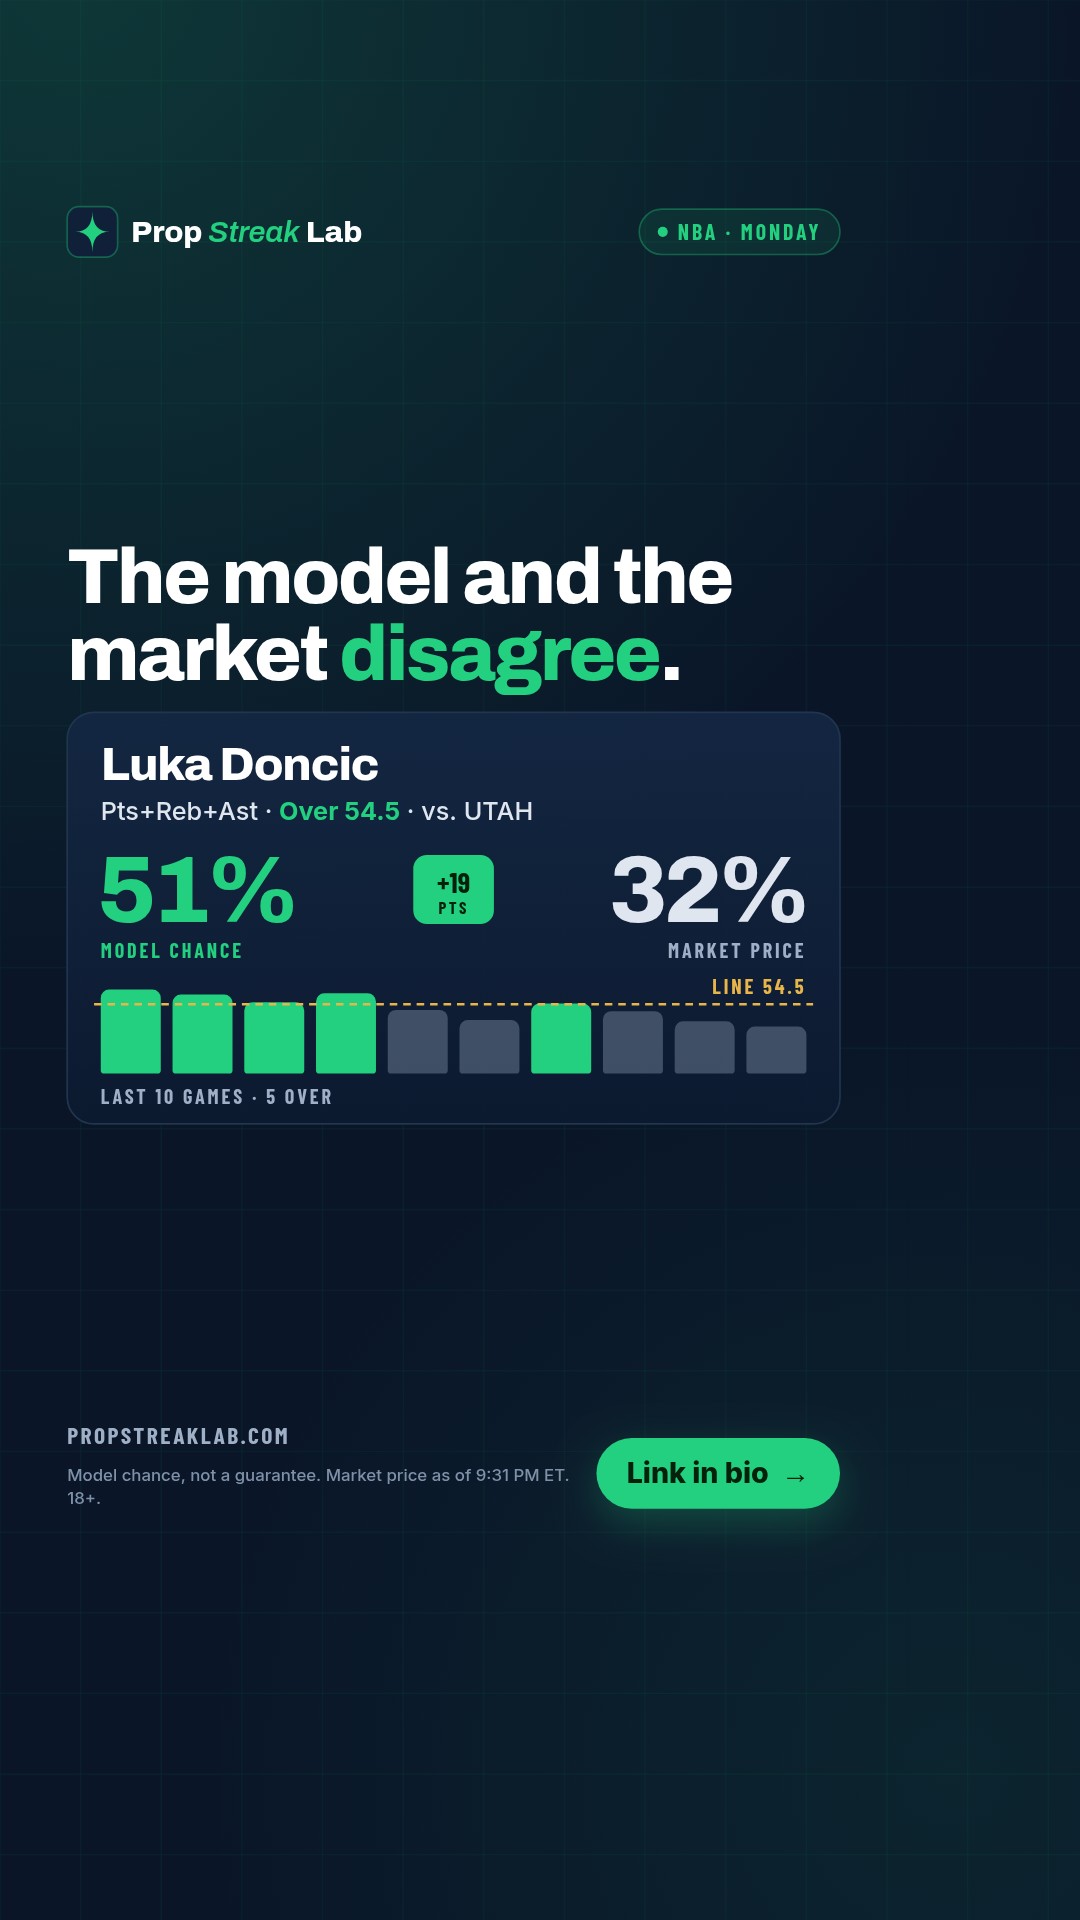 Prop Streak Lab
NBA · MONDAY
The model and the
market disagree.
Luka Doncic
Pts+Reb+Ast · Over 54.5 · vs. UTAH
51%
+19
PTS
32%
MODEL CHANCE
MARKET PRICE
LINE 54.5
LAST 10 GAMES · 5 OVER
PROPSTREAKLAB.COM
Model chance, not a guarantee. Market price as of 9:31 PM ET.
18+.
Link in bio →